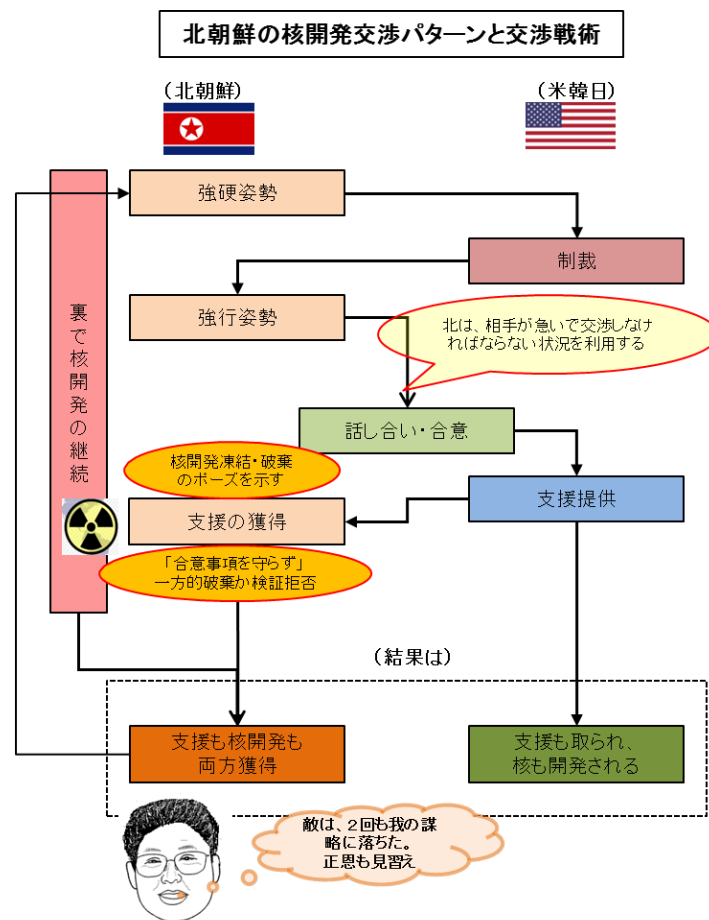 北朝鮮の核開発交渉パターンと交渉戦術
（北朝鮮）
（米韓日）
強硬姿勢
制裁
強行姿勢
北は、相手が急いで交渉しなけ
ればならない状況を利用する
裏で核開発の継続
話し合い・合意
核開発凍結・破棄
のポーズを示す
支援の獲得
支援提供
「合意事項を守らず」
一方的破棄か検証拒否
（結果は）
支援も核開発も
両方獲得
支援も取られ、
核も開発される
敵は、２回も我の謀
略に落ちた。
正恩も見習え